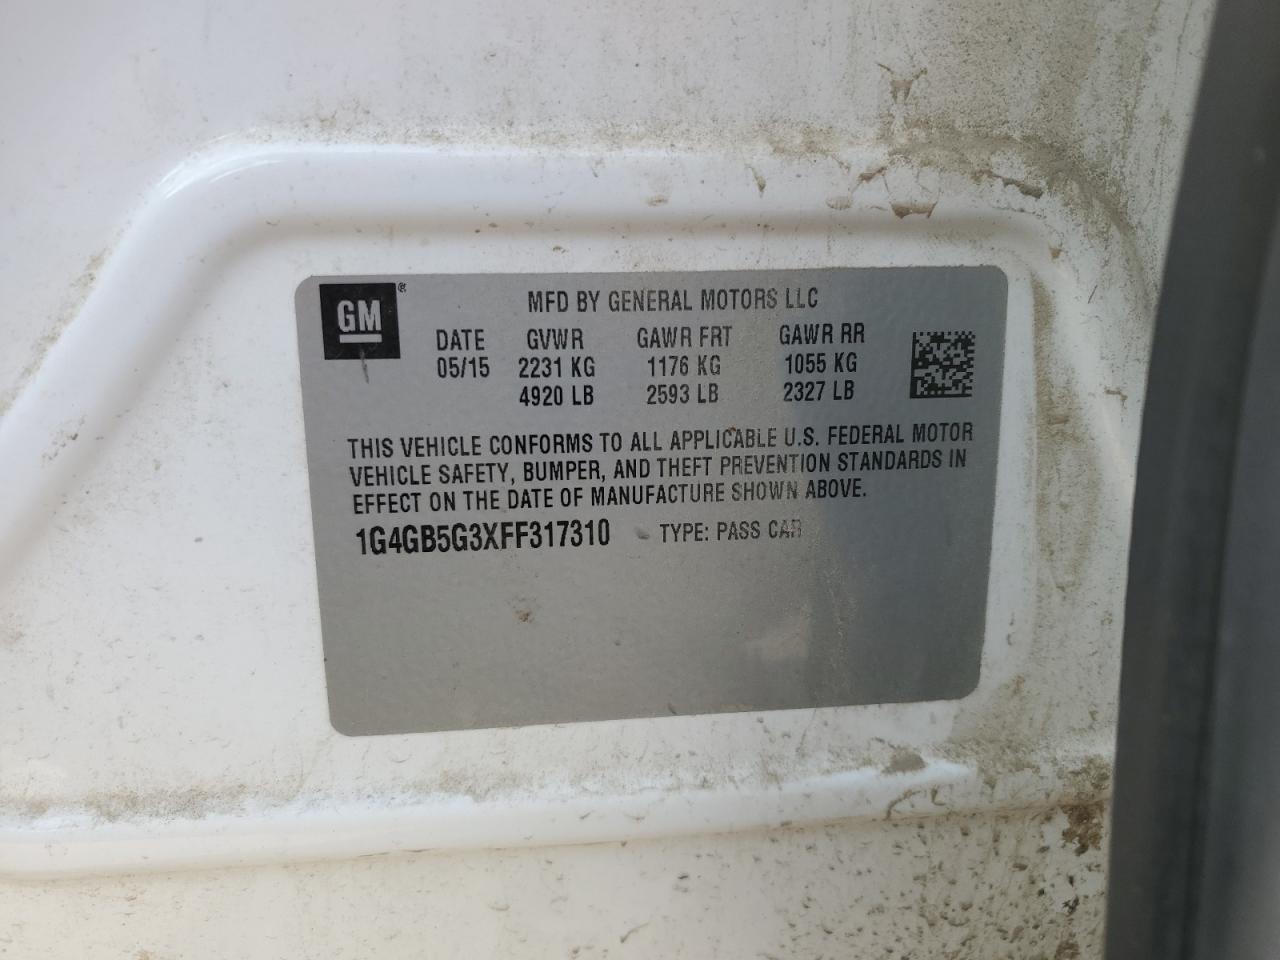 GM®
MFD BY GENERAL MOTORS LLC
DATE GVWR GAWR FRT GAWR RR
05/15 2231 KG 1176 KG 1055 KG
4920 LB 2593 LB 2327 LB
THIS VEHICLE CONFORMS TO ALL APPLICABLE U.S. FEDERAL MOTOR
VEHICLE SAFETY, BUMPER, AND THEFT PREVENTION STANDARDS IN
EFFECT ON THE DATE OF MANUFACTURE SHOWN ABOVE.
1G4GB5G3XFF317310 TYPE: PASS CAR